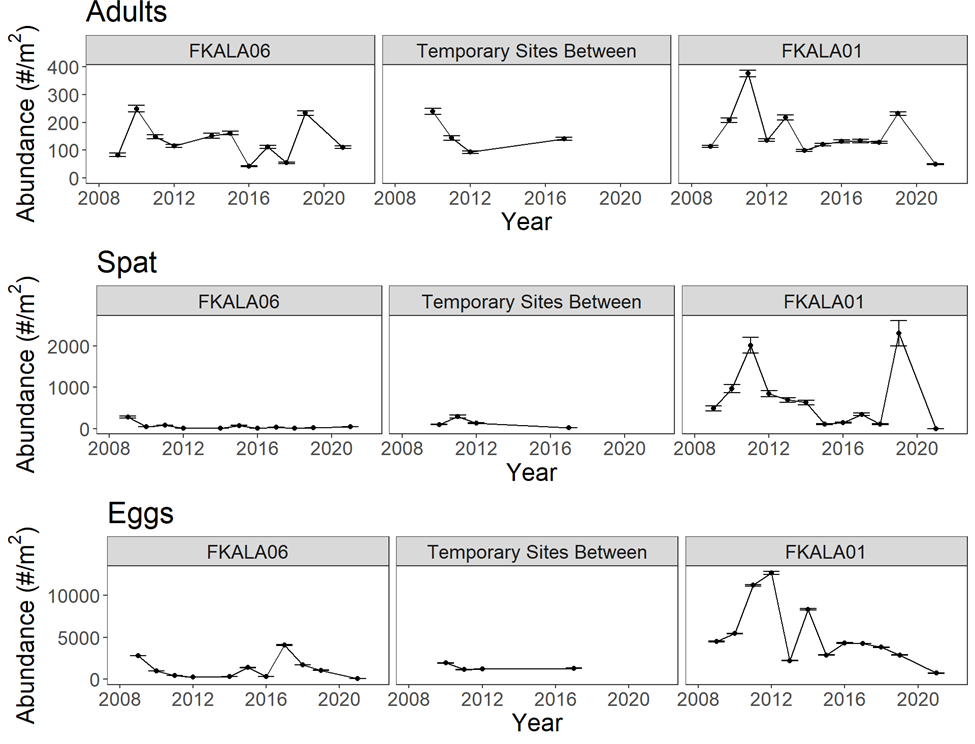 Adults
FKALA06 Temporary Sites Between FKALA01
Abundance (#/m²)
400
300
200
100
0
2008 2012 2016 2020 2008 2012 2016 2020 2008 2012 2016 2020
Year
Spat
FKALA06 Temporary Sites Between FKALA01
Abundance (#/m²)
2000
1000
0
2008 2012 2016 2020 2008 2012 2016 2020 2008 2012 2016 2020
Year
Eggs
FKALA06 Temporary Sites Between FKALA01
Abundance (#/m²)
10000
5000
0
2008 2012 2016 2020 2008 2012 2016 2020 2008 2012 2016 2020
Year